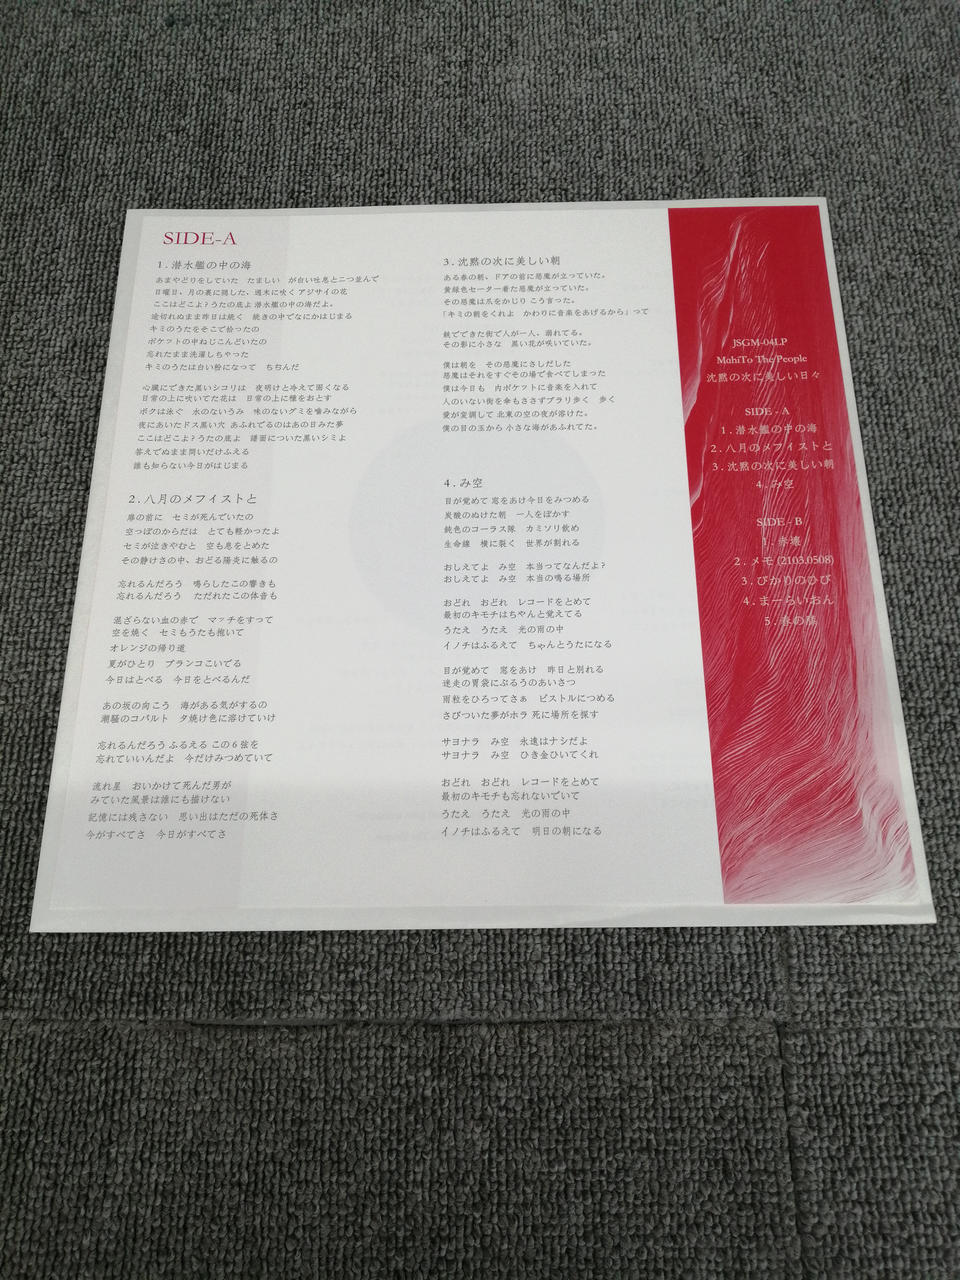 SIDE-A
1.潜水艦の中の海
あまやどりをしていた　たましい　が白い吐息と二つ並んで
日曜日、月の裏に隠した、週末に咲くアジサイの花
ここはどこよ?うたの底よ 潜水艦の中の海だよ。
途切れぬまま昨日は続く　続きの中でなにかはじまる
キミのうたをそこで拾ったの
ポケットの中ねじこんどいたの
忘れたまま洗濯しちゃった
キミのうたは白い粉になって　ちぢんだ
心臓にできた黒いシコリは　夜明けと冷えて固くなる
日常の上に吹いてた花は　日常の上に種をおとす
ボクは泳ぐ　水のないうみ　味のないグミを噛みながら
夜にあいたドス黒い穴 あふれでるのはあの日みた夢
ここはどこよ?うたの底よ　譜面についた黒いシミよ
答えでぬまま問いだけふえる
誰も知らない今日がはじまる
2.八月のメフィストと
扉の前に　セミが死んでいたの
空っぽのからだは　とても軽かったよ
セミが泣きやむと　空も息をとめた
その静けさの中、おどる陽炎に触るの
忘れるんだろう　鳴らしたこの響きも
忘れるんだろう　ただれたこの体音も
混ざらない血の赤で　マッチをすって
空を焼く　セミもうたも抱いて
オレンジの帰り道
夏がひとり　ブランコこいでる
今日はとべる　今日をとべるんだ
あの坂の向こう　海がある気がするの
潮騒のコバルト　夕焼け色に溶けていけ
忘れるんだろう ふるえる この6弦を
忘れていいんだよ　今だけみつめていて
流れ星　おいかけて死んだ男が
みていた風景は誰にも描けない
記憶には残さない　思い出はただの死体さ
今がすべてさ　今日がすべてさ
3.沈黙の次に美しい朝
ある春の朝、ドアの前に悪魔が立っていた。
黄緑色セーター着た悪魔が立っていた。
その悪魔は爪をかじり こう言った。
「キミの朝をくれよ　かわりに音楽をあげるから」って
銃でできた街で人が一人、溺れてる。
その影に小さな　黒い花が咲いていた。
僕は朝を　その悪魔にさしだした
悪魔はそれをすぐその場で食べてしまった
僕は今日も　内ポケットに音楽を入れて
人のいない街を傘もささずブラリ歩く　歩く
愛が変調して 北東の空の夜が溶けた。
僕の目の玉から 小さな海があふれてた。
4.み空
目が覚めて 窓をあけ今日をみつめる
炭酸のぬけた朝　一人をぼかす
鈍色のコーラス隊　カミソリ飲め
生命線　横に裂く　世界が割れる
おしえてよ　み空　本当ってなんだよ?
おしえてよ　み空　本当の鳴る場所
おどれ　おどれ　レコードをとめて
最初のキモチはちゃんと覚えてる
うたえ　うたえ　光の雨の中
イノチはふるえて　ちゃんとうたになる
目が覚めて　窓をあけ　昨日と別れる
迷走の胃袋にぶるうのあいさつ
雨粒をひろってさぁ　ピストルにつめる
さびついた夢がホラ 死に場所を探す
サヨナラ　み空　永遠はナシだよ
サヨナラ　み空　ひき金ひいてくれ
おどれ　おどれ　レコードをとめて
最初のキモチも忘れないでいて
うたえ　うたえ　光の雨の中
イノチはふるえて　明日の朝になる
JSGM-04LP
MahiTo The People
沈黙の次に美しい日々
SIDE - A
1.潜水艦の中の海
2.八月のメフィストと
3.沈黙の次に美しい朝
4.み空
SIDE - B
1.赤壊
2.メモ(2103.0508)
3.ぴかりのひび
4.まーらいおん
5.春の